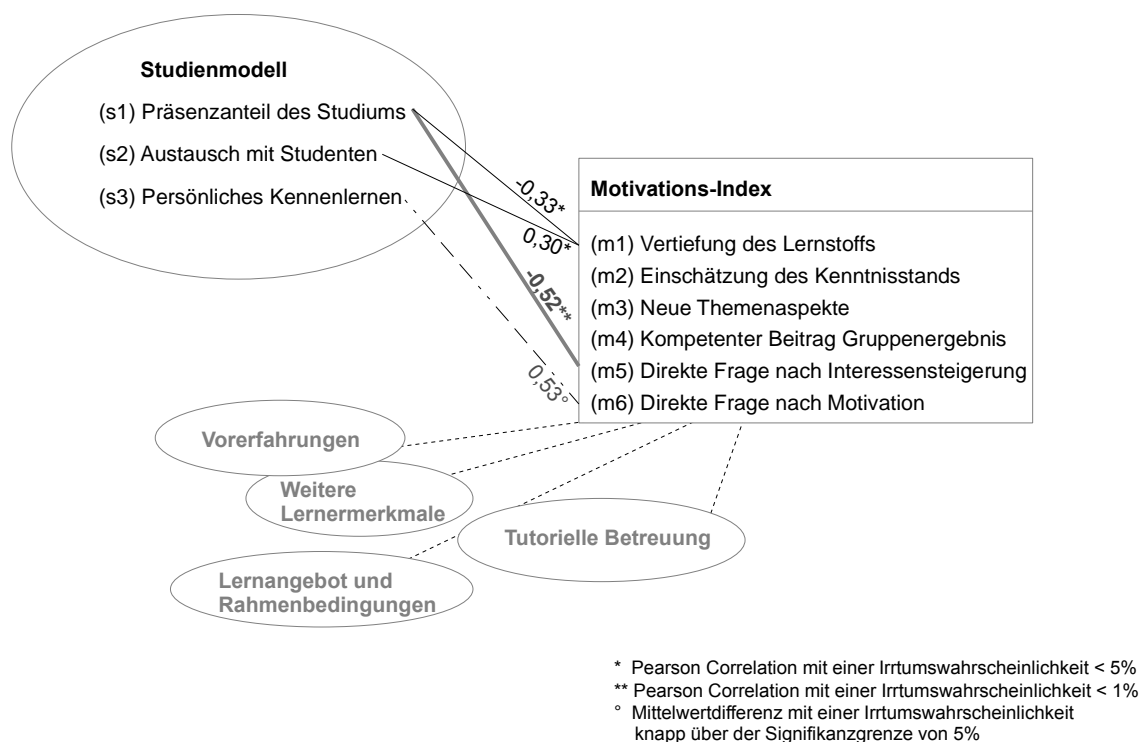 Studienmodell
(s1) Präsenzanteil des Studiums
(s2) Austausch mit Studenten
(s3) Persönliches Kennenlernen
-0,33*
0,30*
-0,52**
0,53°
Motivations-Index
(m1) Vertiefung des Lernstoffs
(m2) Einschätzung des Kenntnisstands
(m3) Neue Themenaspekte
(m4) Kompetenter Beitrag Gruppenergebnis
(m5) Direkte Frage nach Interessensteigerung
(m6) Direkte Frage nach Motivation
Vorerfahrungen
Weitere
Lernermerkmale
Tutorielle Betreuung
Lernangebot und
Rahmenbedingungen
* Pearson Correlation mit einer Irrtumswahrscheinlichkeit < 5%
** Pearson Correlation mit einer Irrtumswahrscheinlichkeit < 1%
° Mittelwertdifferenz mit einer Irrtumswahrscheinlichkeit
knapp über der Signifikanzgrenze von 5%